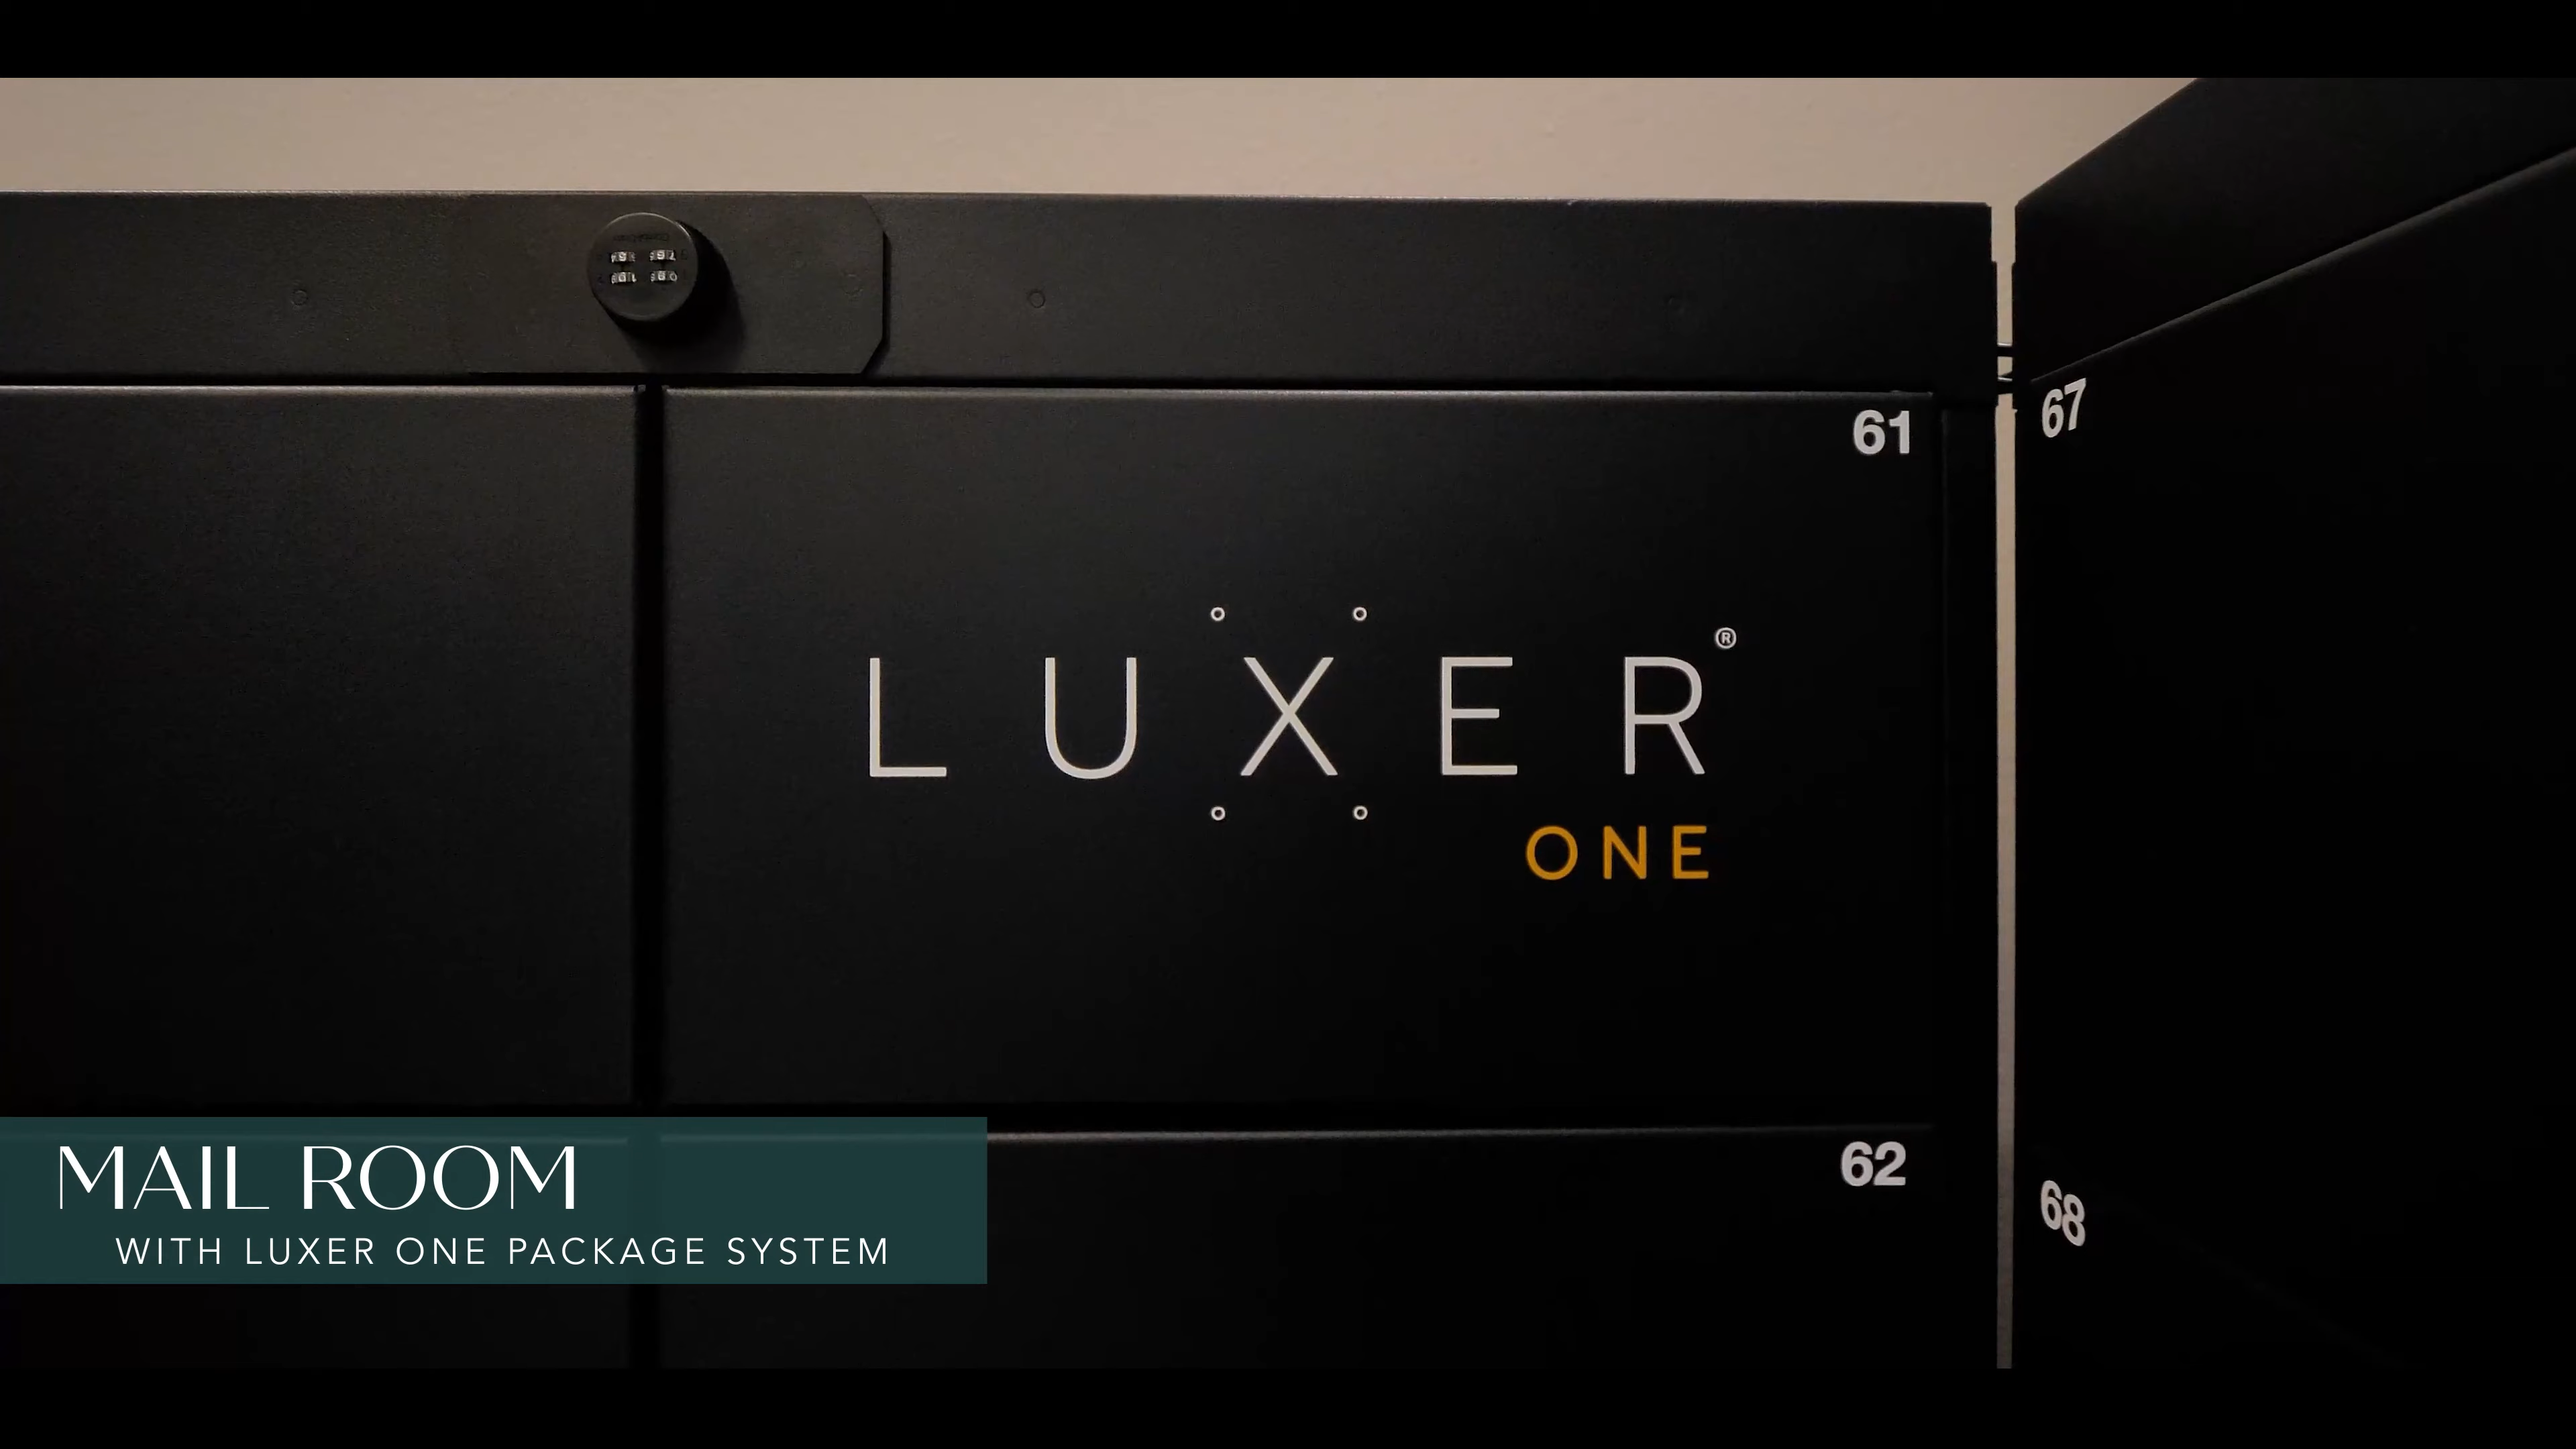 61
67
LUXER®
ONE
62
68
MAIL ROOM
WITH LUXER ONE PACKAGE SYSTEM